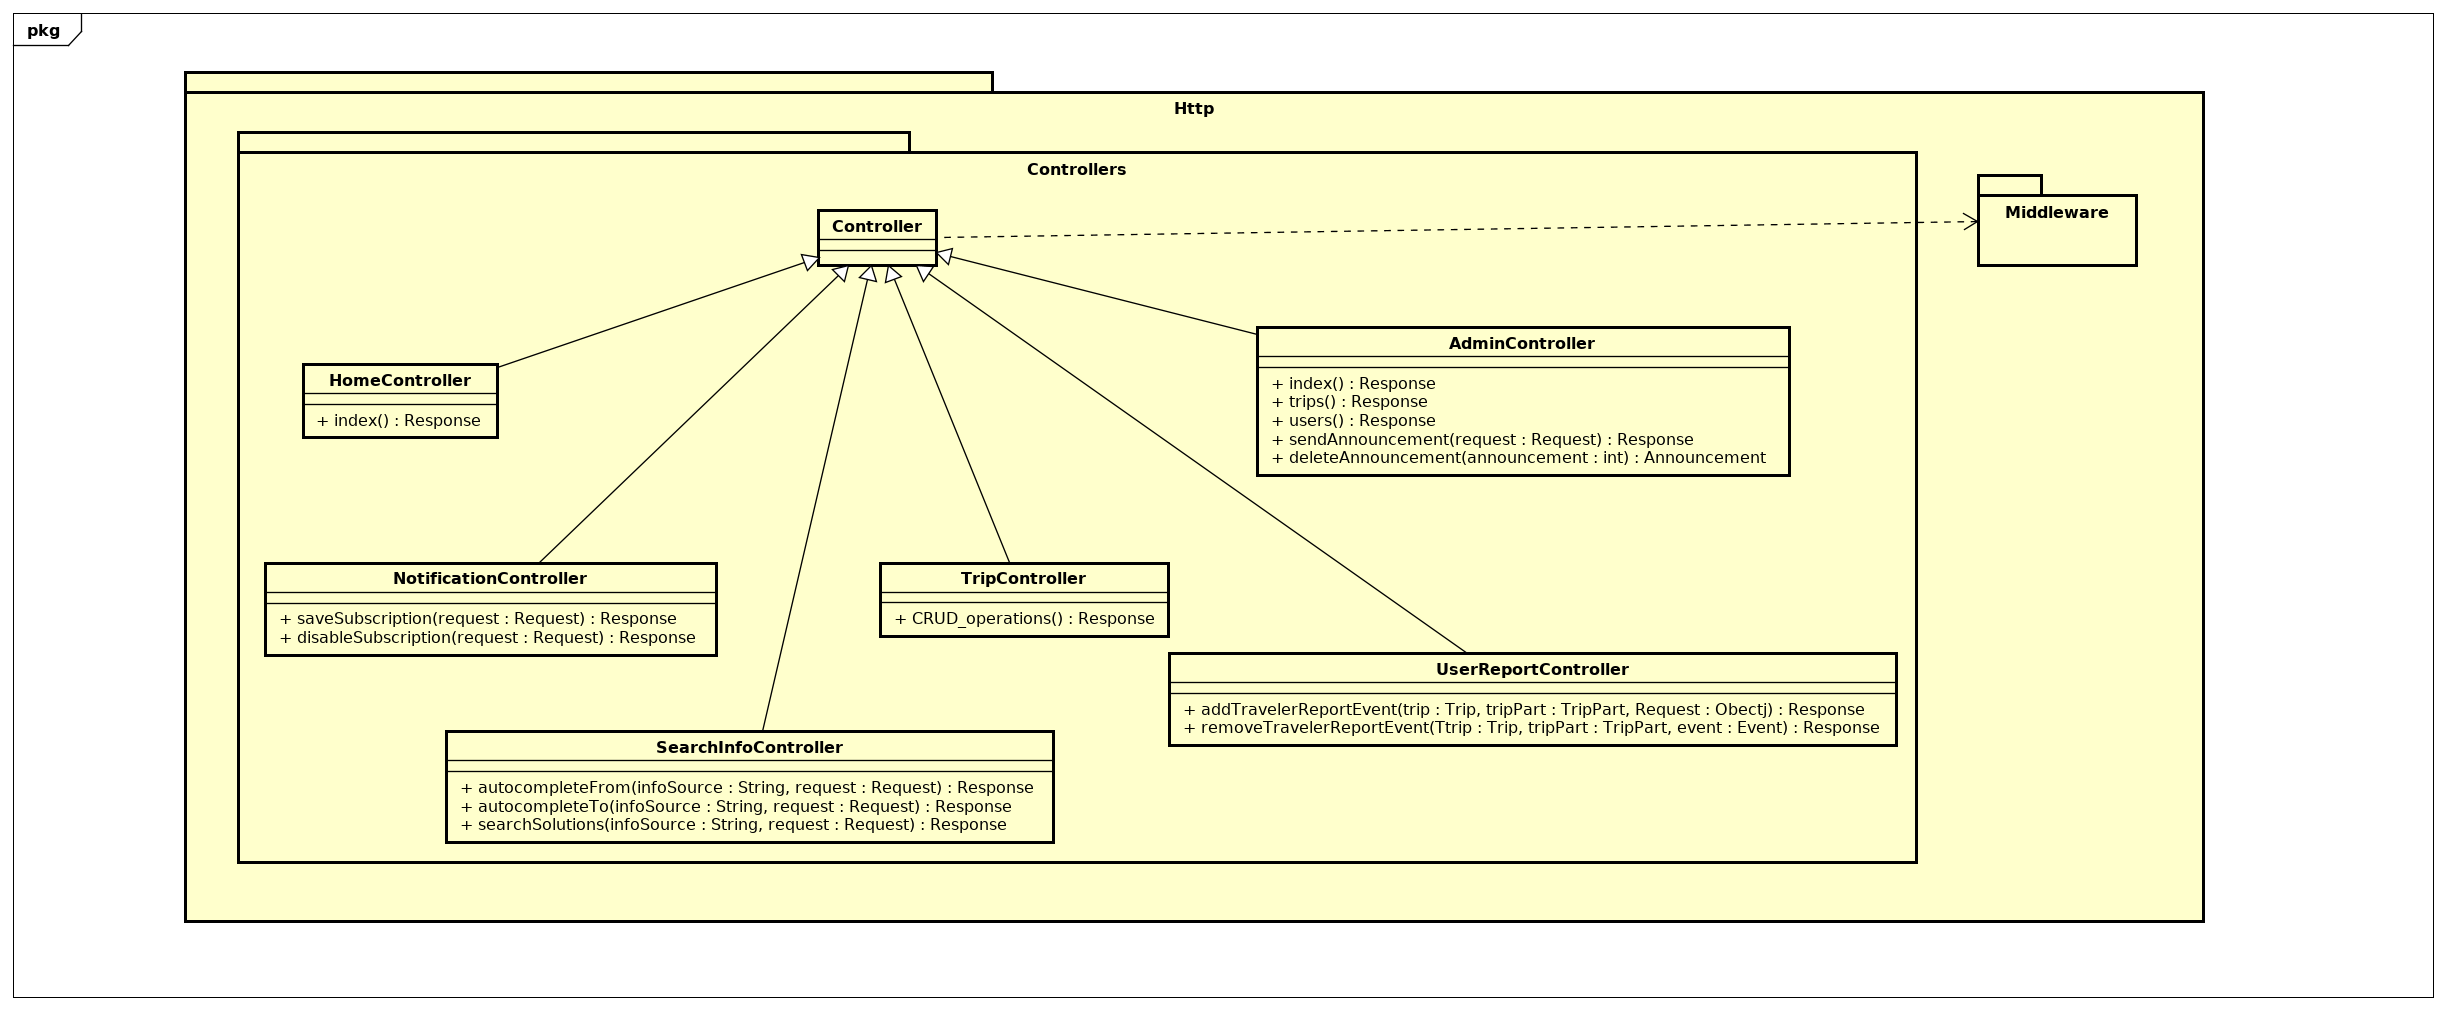 pkg
Http
Controllers
Controller
Middleware
AdminController
+ index() : Response
+ trips() : Response
+ users() : Response
+ sendAnnouncement(request : Request) : Response
+ deleteAnnouncement(announcement : int) : Announcement
HomeController
+ index() : Response
NotificationController
+ saveSubscription(request : Request) : Response
+ disableSubscription(request : Request) : Response
TripController
+ CRUD_operations() : Response
UserReportController
+ addTravelerReportEvent(trip : Trip, tripPart : TripPart, Request : Obectj) : Response
+ removeTravelerReportEvent(Ttrip : Trip, tripPart : TripPart, event : Event) : Response
SearchInfoController
+ autocompleteFrom(infoSource : String, request : Request) : Response
+ autocompleteTo(infoSource : String, request : Request) : Response
+ searchSolutions(infoSource : String, request : Request) : Response